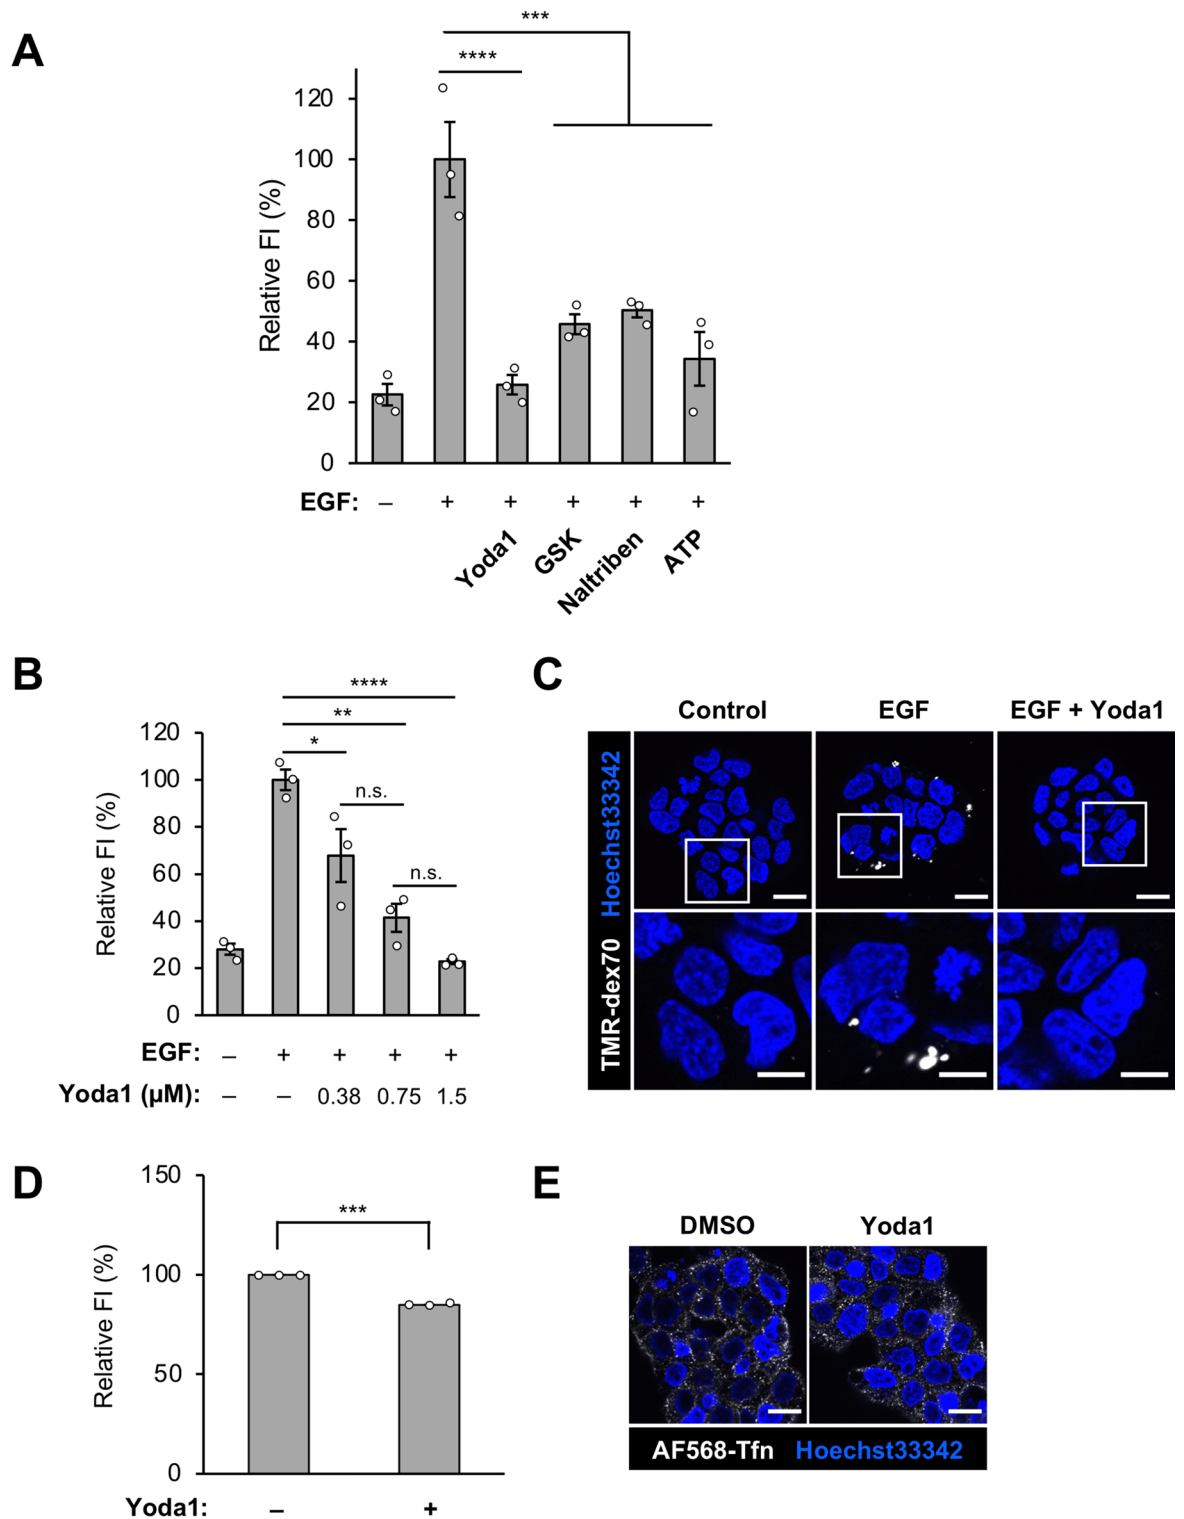 A
***
****
120
100
80
60
40
20
0
Relative FI (%)
EGF: – + + + + +
Yoda1 GSK Naltriben ATP
B
****
**
*
n.s.
n.s.
120
100
80
60
40
20
0
Relative FI (%)
EGF: – + + + +
Yoda1 (µM): – – 0.38 0.75 1.5
C
Control EGF EGF + Yoda1
TMR-dex70 Hoechst33342
D
***
150
100
50
0
Relative FI (%)
Yoda1: – +
E
DMSO Yoda1
AF568-Tfn Hoechst33342